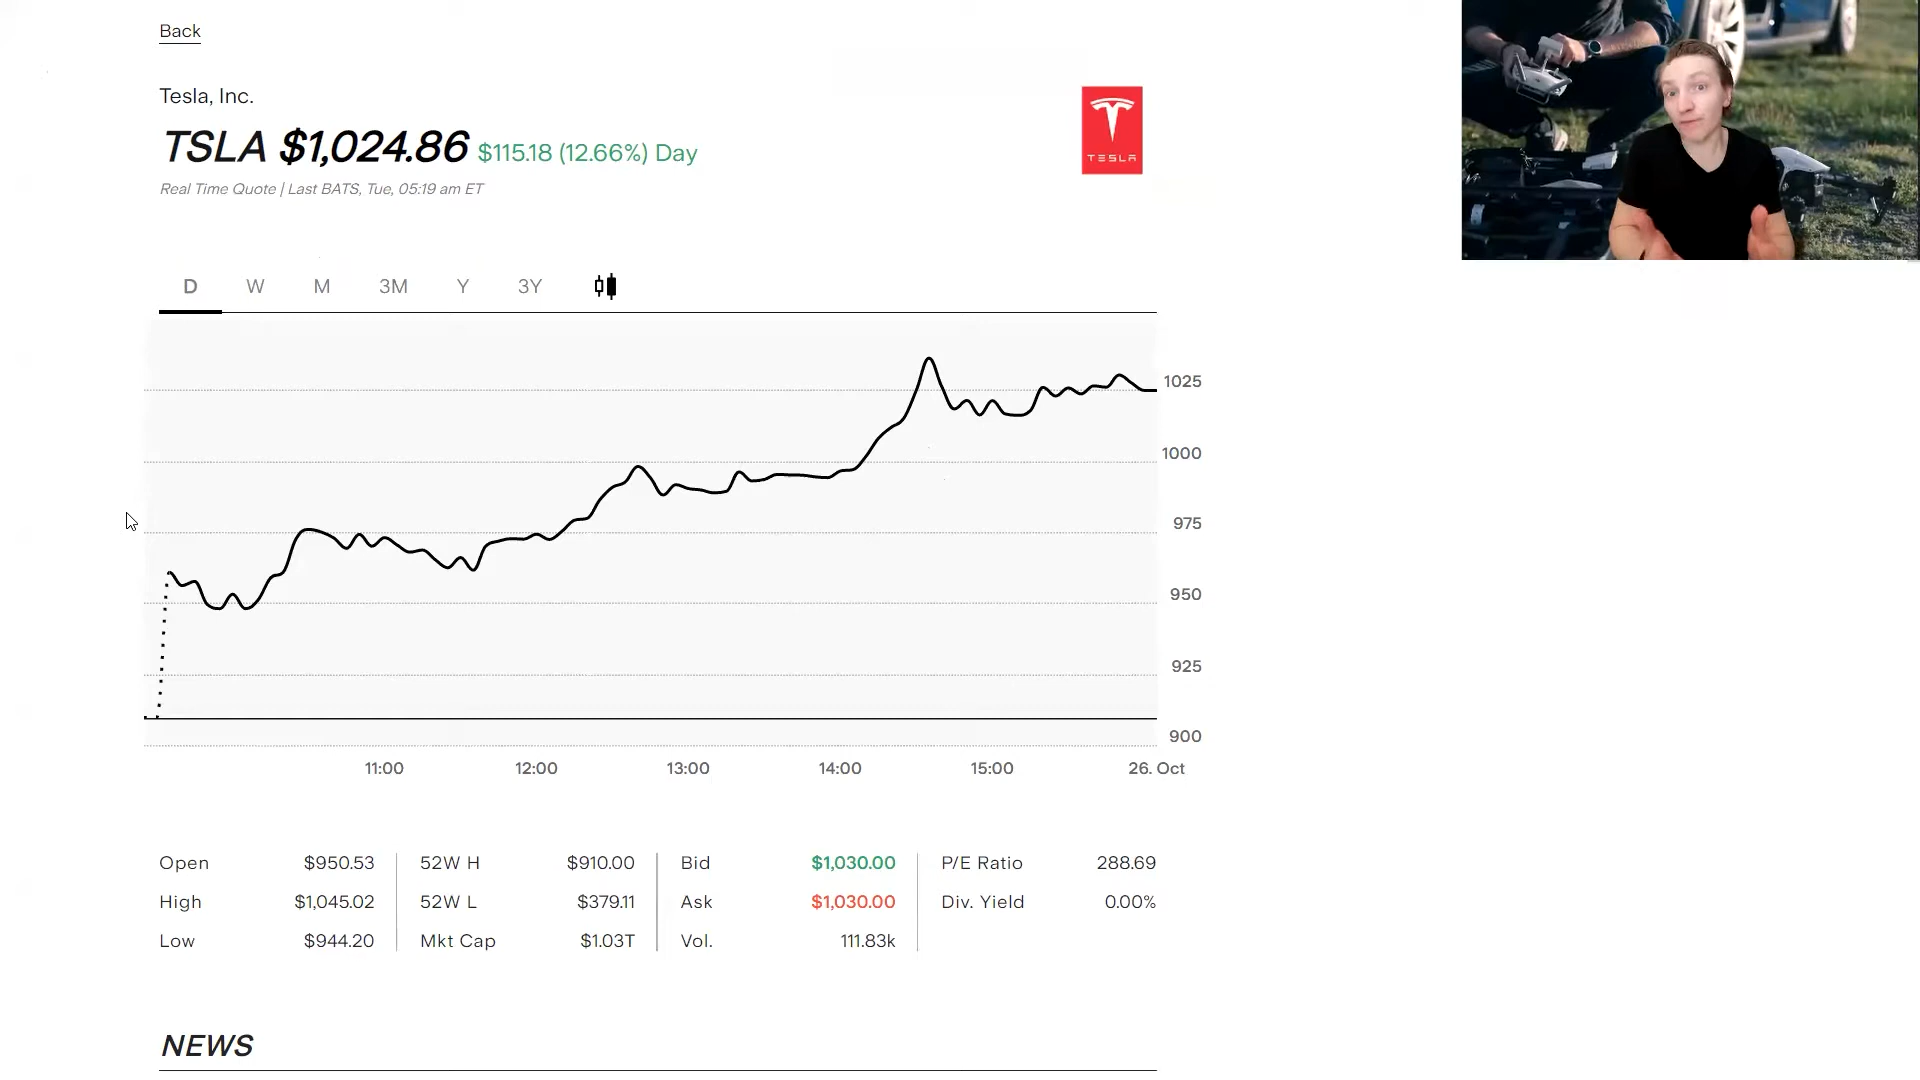 Back
Tesla, Inc.
TSLA $1,024.86 $115.18 (12.66%) Day
TESLA
Real Time Quote | Last BATS, Tue, 05:19 am ET
D W M 3M Y 3Y
1025
1000
975
950
925
900
11:00 12:00 13:00 14:00 15:00 26. Oct
Open $950.53 52W H $910.00 Bid $1,030.00 P/E Ratio 288.69
High $1,045.02 52W L $379.11 Ask $1,030.00 Div. Yield 0.00%
Low $944.20 Mkt Cap $1.03T Vol. 111.83k
NEWS